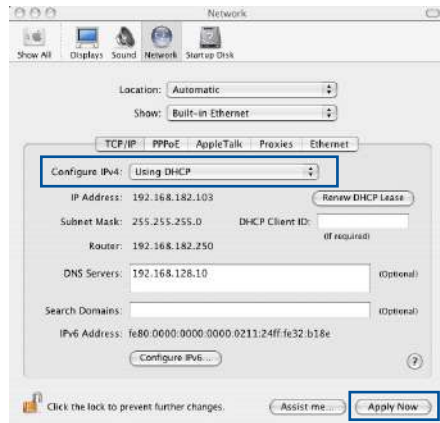 Network
Show All Displays Sound Network Startup Disk
Location: Automatic
Show: Built-in Ethernet
TCP/IP PPPoE AppleTalk Proxies Ethernet
Configure IPv4: Using DHCP
IP Address: 192.168.182.103 Renew DHCP Lease
Subnet Mask: 255.255.255.0 DHCP Client ID:
(If required)
Router: 192.168.182.250
DNS Servers: 192.168.128.10 (Optional)
Search Domains: (Optional)
IPv6 Address: fe80:0000:0000:0000:0211:24ff:fe32:b18e
Configure IPv6...
?
Click the lock to prevent further changes. Assist me... Apply Now